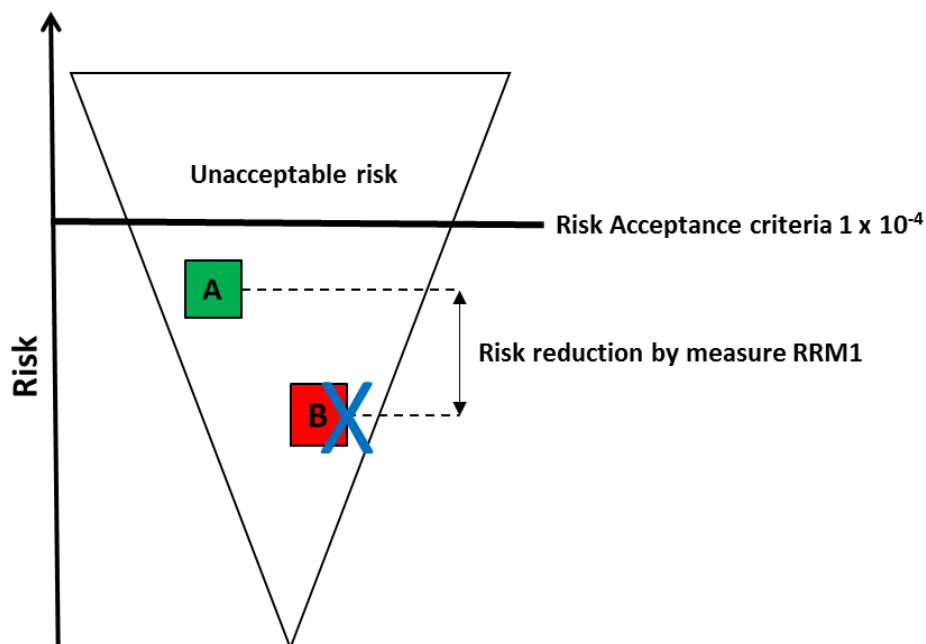 Unacceptable risk
Risk Acceptance criteria 1 x 10⁻⁴
A
Risk reduction by measure RRM1
Risk
B